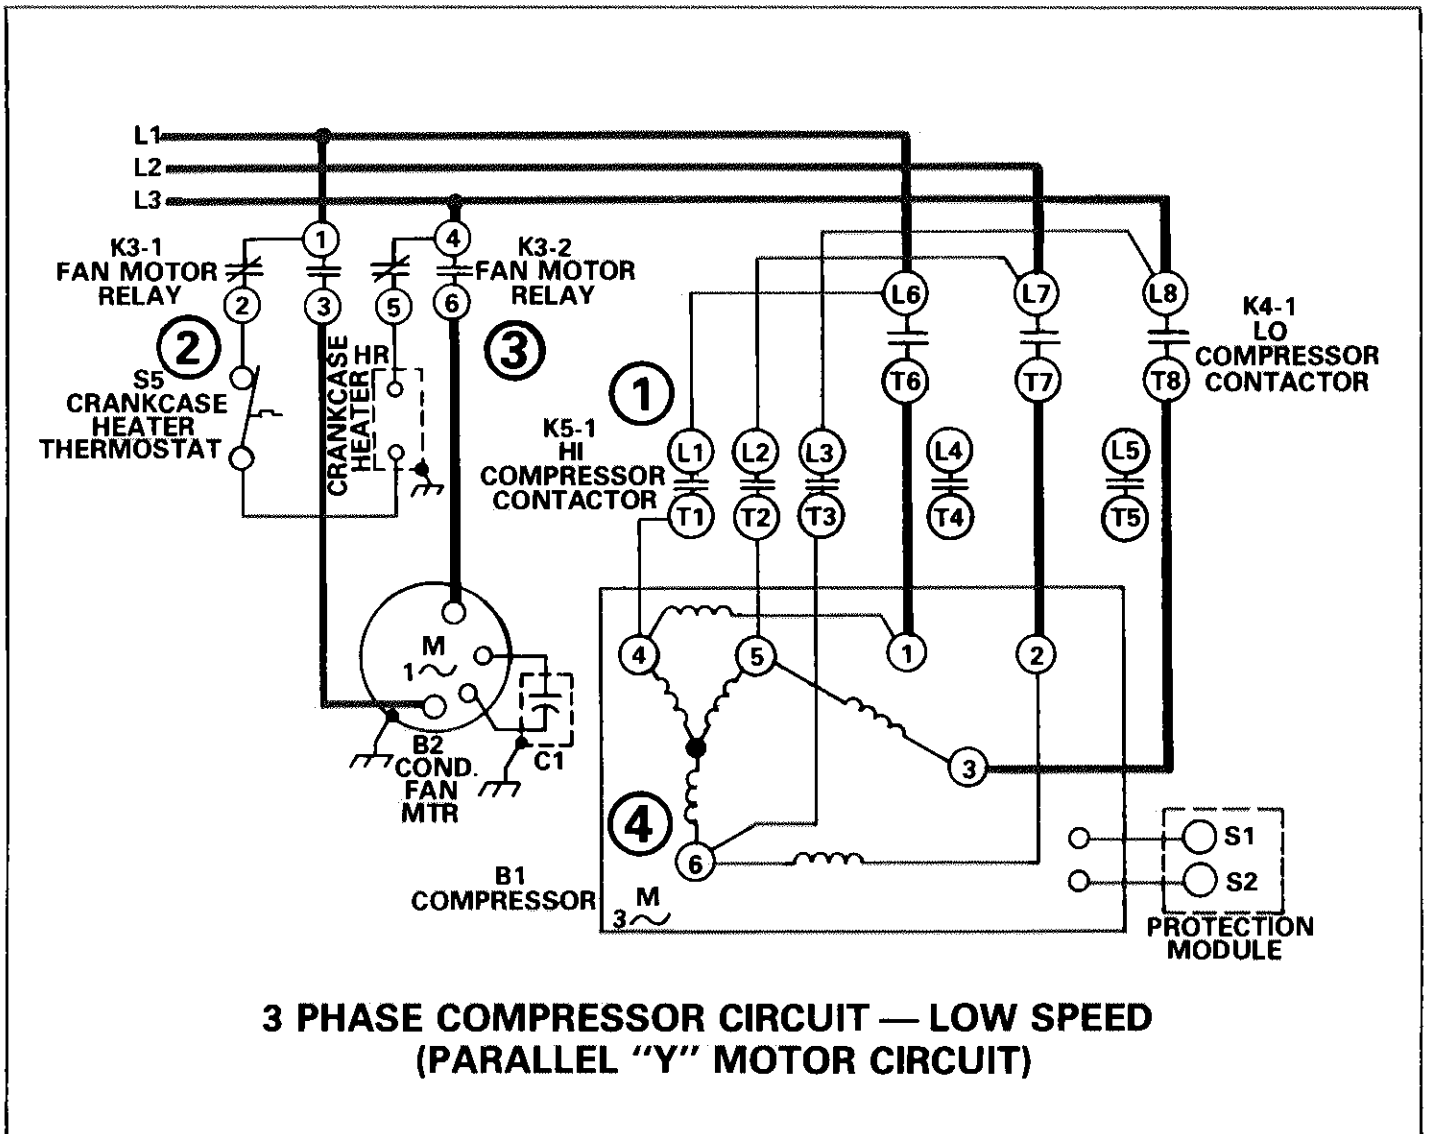 L1
L2
L3
1
4
K3-1
FAN MOTOR
RELAY
K3-2
FAN MOTOR
RELAY
2
3
5
6
L6
L7
L8
K4-1
LO
COMPRESSOR
CONTACTOR
2
3
1
S5
CRANKCASE
HEATER
THERMOSTAT
CRANKCASE
HEATER
HR
T6
T7
T8
K5-1
HI
COMPRESSOR
CONTACTOR
L1
L2
L3
L4
L5
T1
T2
T3
T4
T5
M
1
B2
COND.
FAN
MTR
C1
4
5
1
2
3
4
6
B1
COMPRESSOR
M
3
S1
S2
PROTECTION
MODULE
3 PHASE COMPRESSOR CIRCUIT — LOW SPEED
(PARALLEL "Y" MOTOR CIRCUIT)